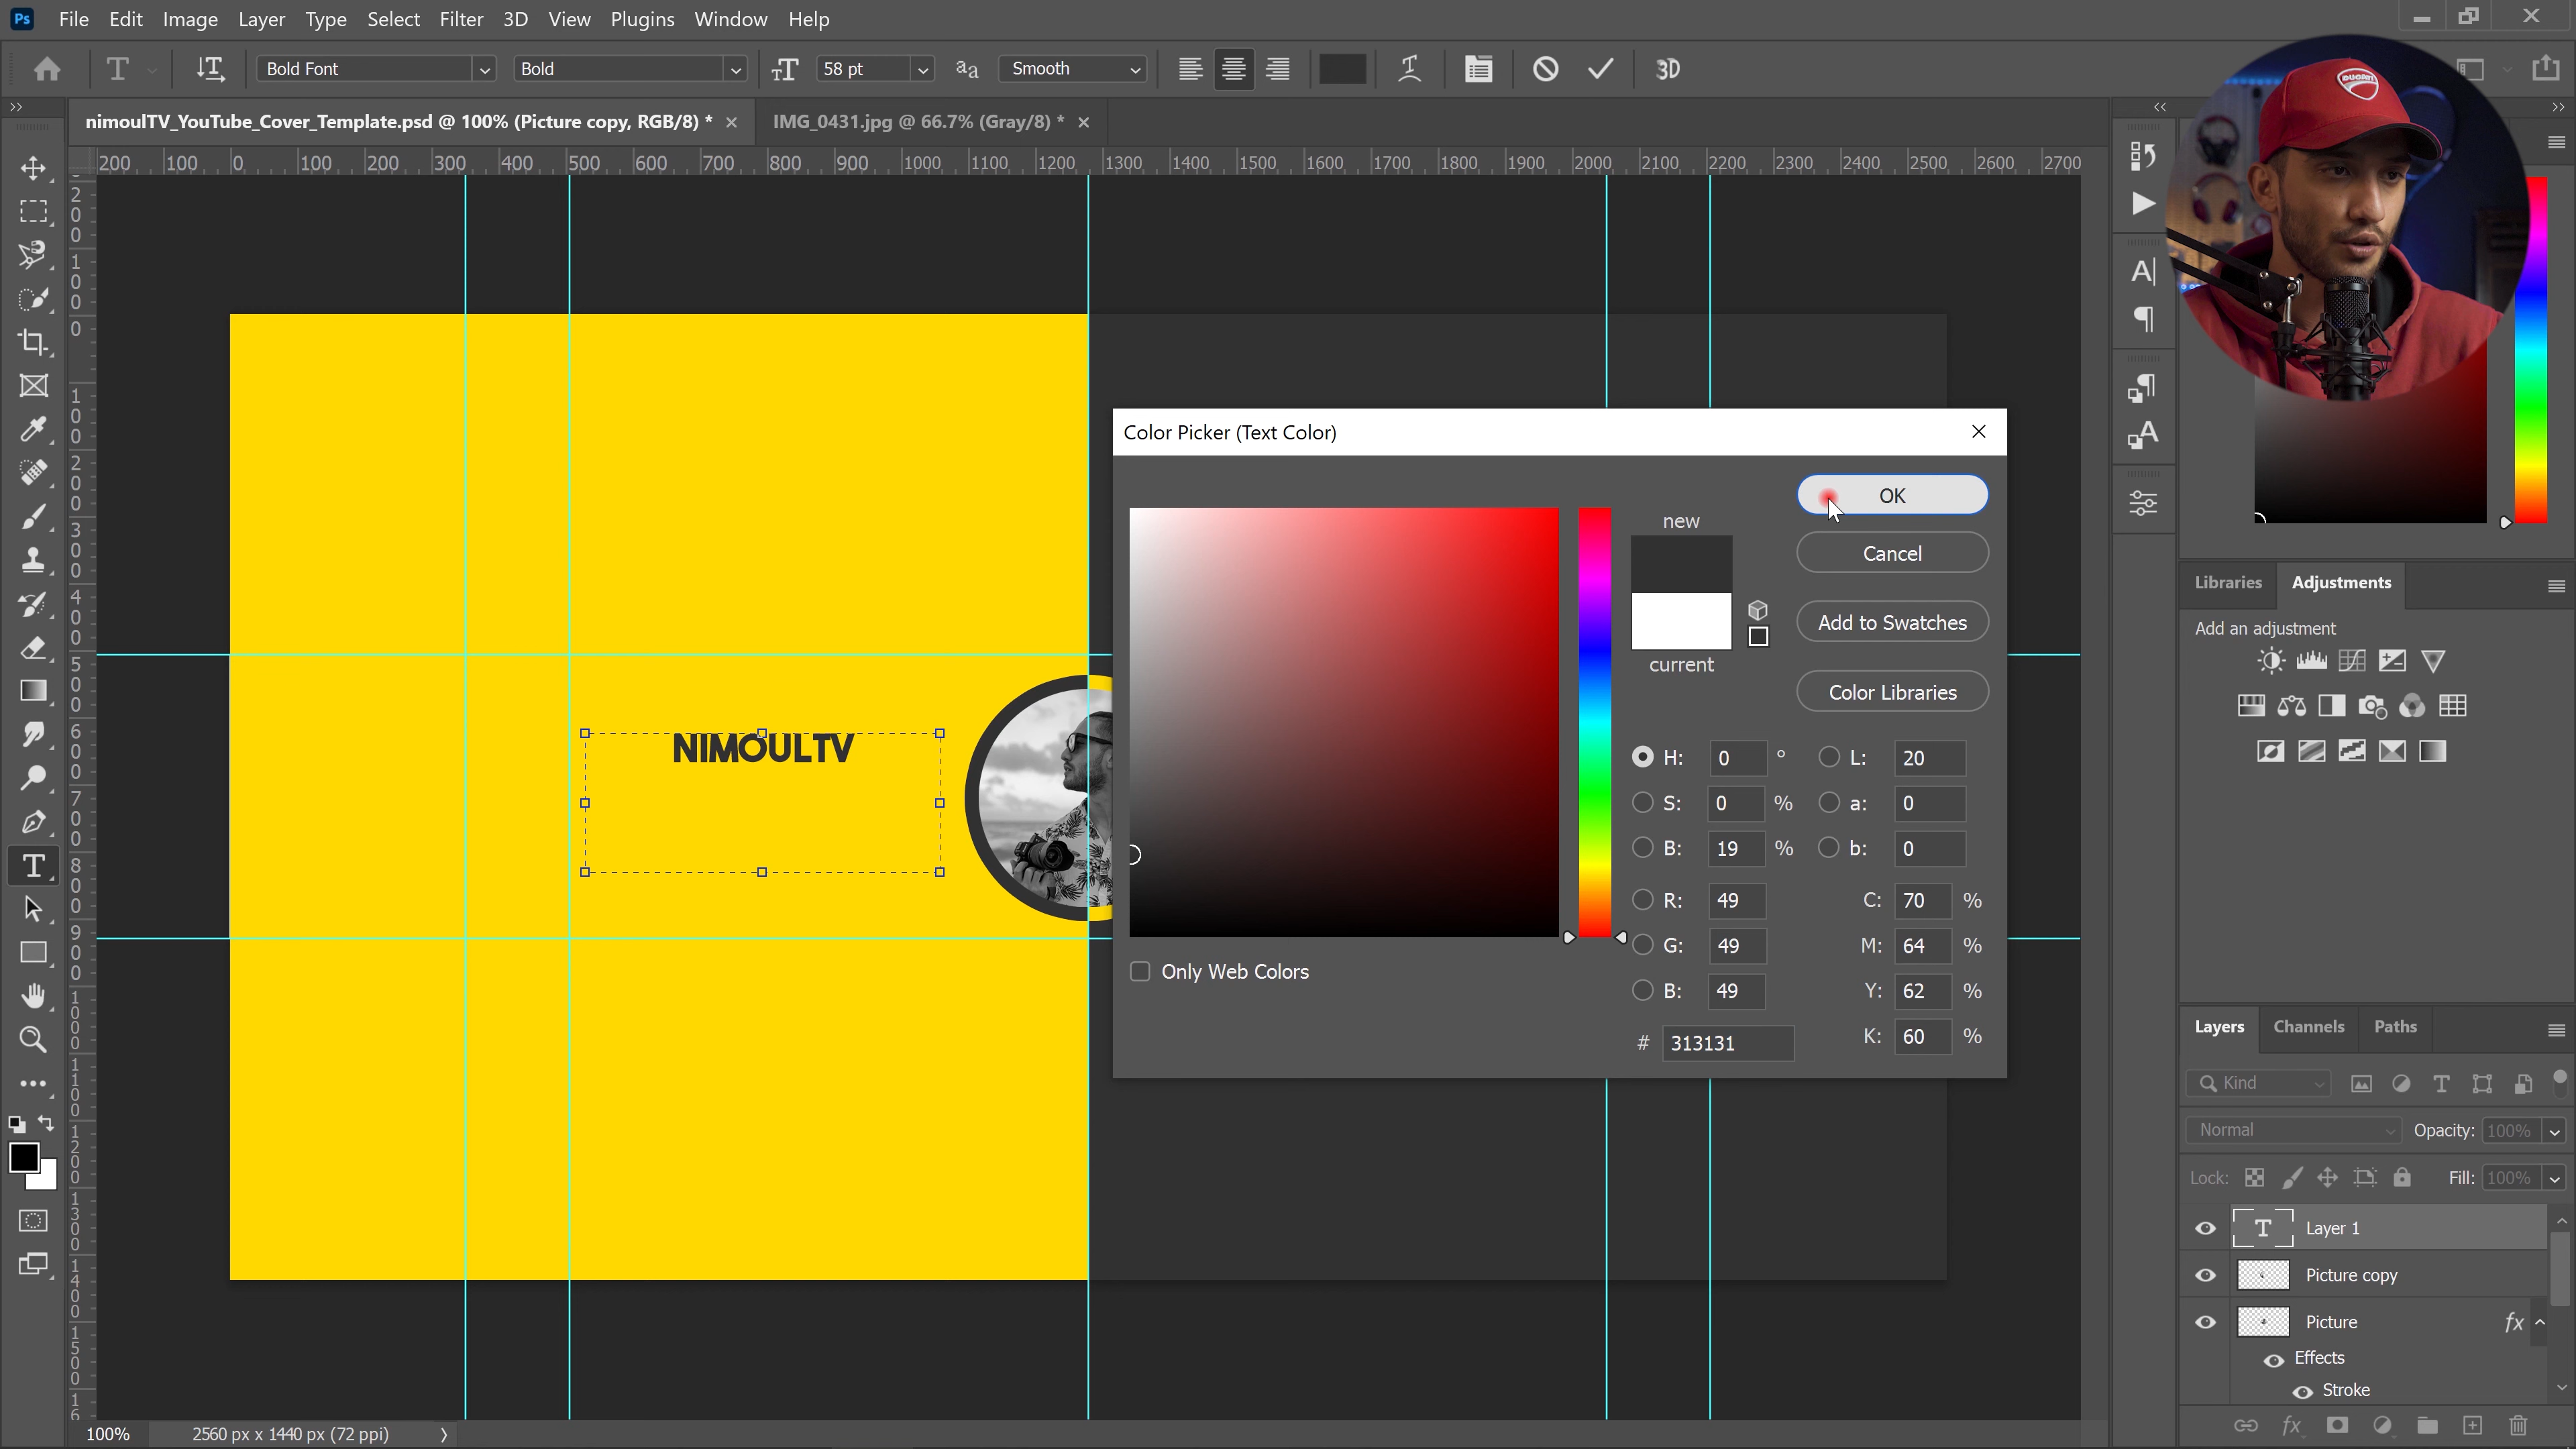 Ps File Edit Image Layer Type Select Filter 3D View Plugins Window Help
Bold Font Bold 58 pt Smooth 3D
nimoulTV_YouTube_Cover_Template.psd @ 100% (Picture copy, RGB/8) * IMG_0431.jpg @ 66.7% (Gray/8) *
200 100 0 100 200 300 400 500 600 700 800 900 1000 1100 1200 1300 1400 1500 1600 1700 1800 1900 2000 2100 2200 2300 2400 2500 2600 2700
DUCATI
Color Picker (Text Color)
new
OK
Cancel
Add to Swatches
current
Color Libraries
H: 0 ° L: 20
S: 0 % a: 0
B: 19 % b: 0
R: 49 C: 70 %
G: 49 M: 64 %
B: 49 Y: 62 %
# 313131 K: 60 %
Only Web Colors
NIMOULTV
Libraries Adjustments
Add an adjustment
Layers Channels Paths
Kind
Normal Opacity: 100%
Lock: Fill: 100%
Layer 1
Picture copy
Picture fx
Effects
Stroke
100% 2560 px x 1440 px (72 ppi)